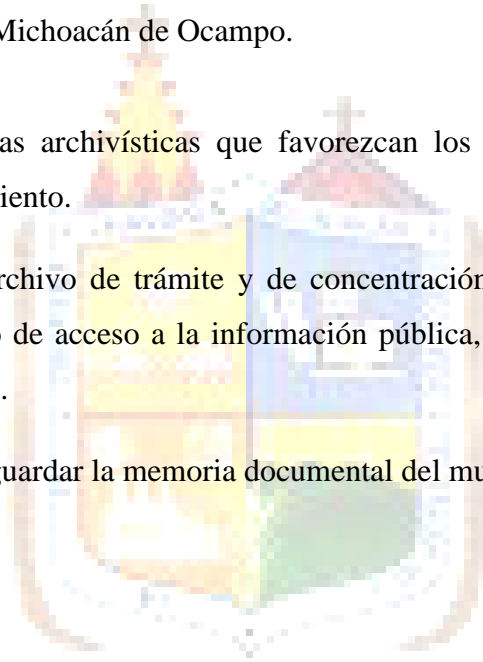 Michoacán de Ocampo.
as archivísticas que favorezcan los
iento.
rchivo de trámite y de concentración
de acceso a la información pública,
guardar la memoria documental del mu